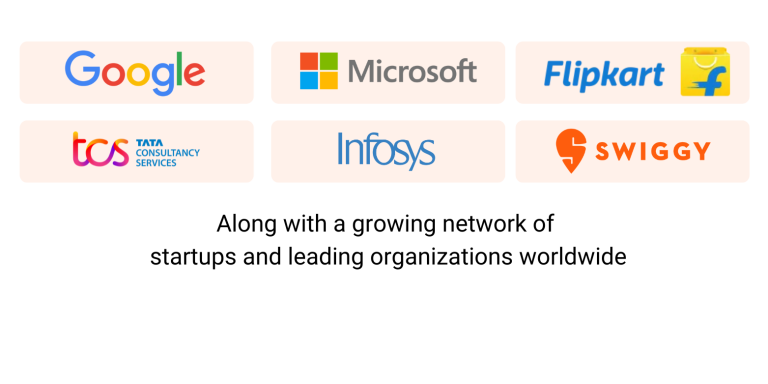 Google
Microsoft
Flipkart
tcs TATA
CONSULTANCY
SERVICES
Infosys
SWIGGY
Along with a growing network of
startups and leading organizations worldwide